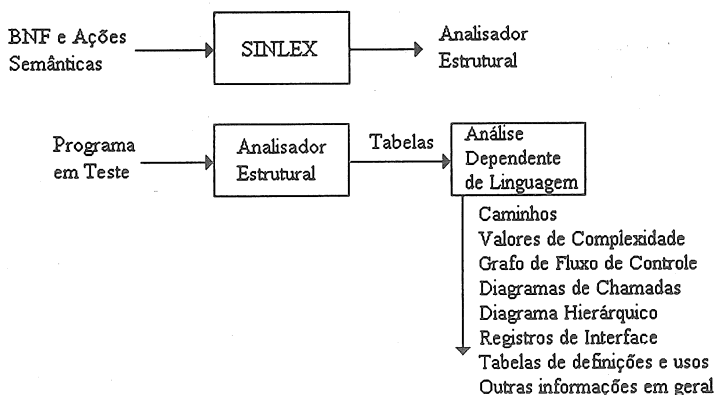 BNF e Ações
Semânticas
SINLEX
Analisador
Estrutural
Programa
em Teste
Analisador
Estrutural
Tabelas
Análise
Dependente
de Linguagem
Caminhos
Valores de Complexidade
Grafo de Fluxo de Controle
Diagramas de Chamadas
Diagrama Hierárquico
Registros de Interface
Tabelas de definições e usos
Outras informações em geral